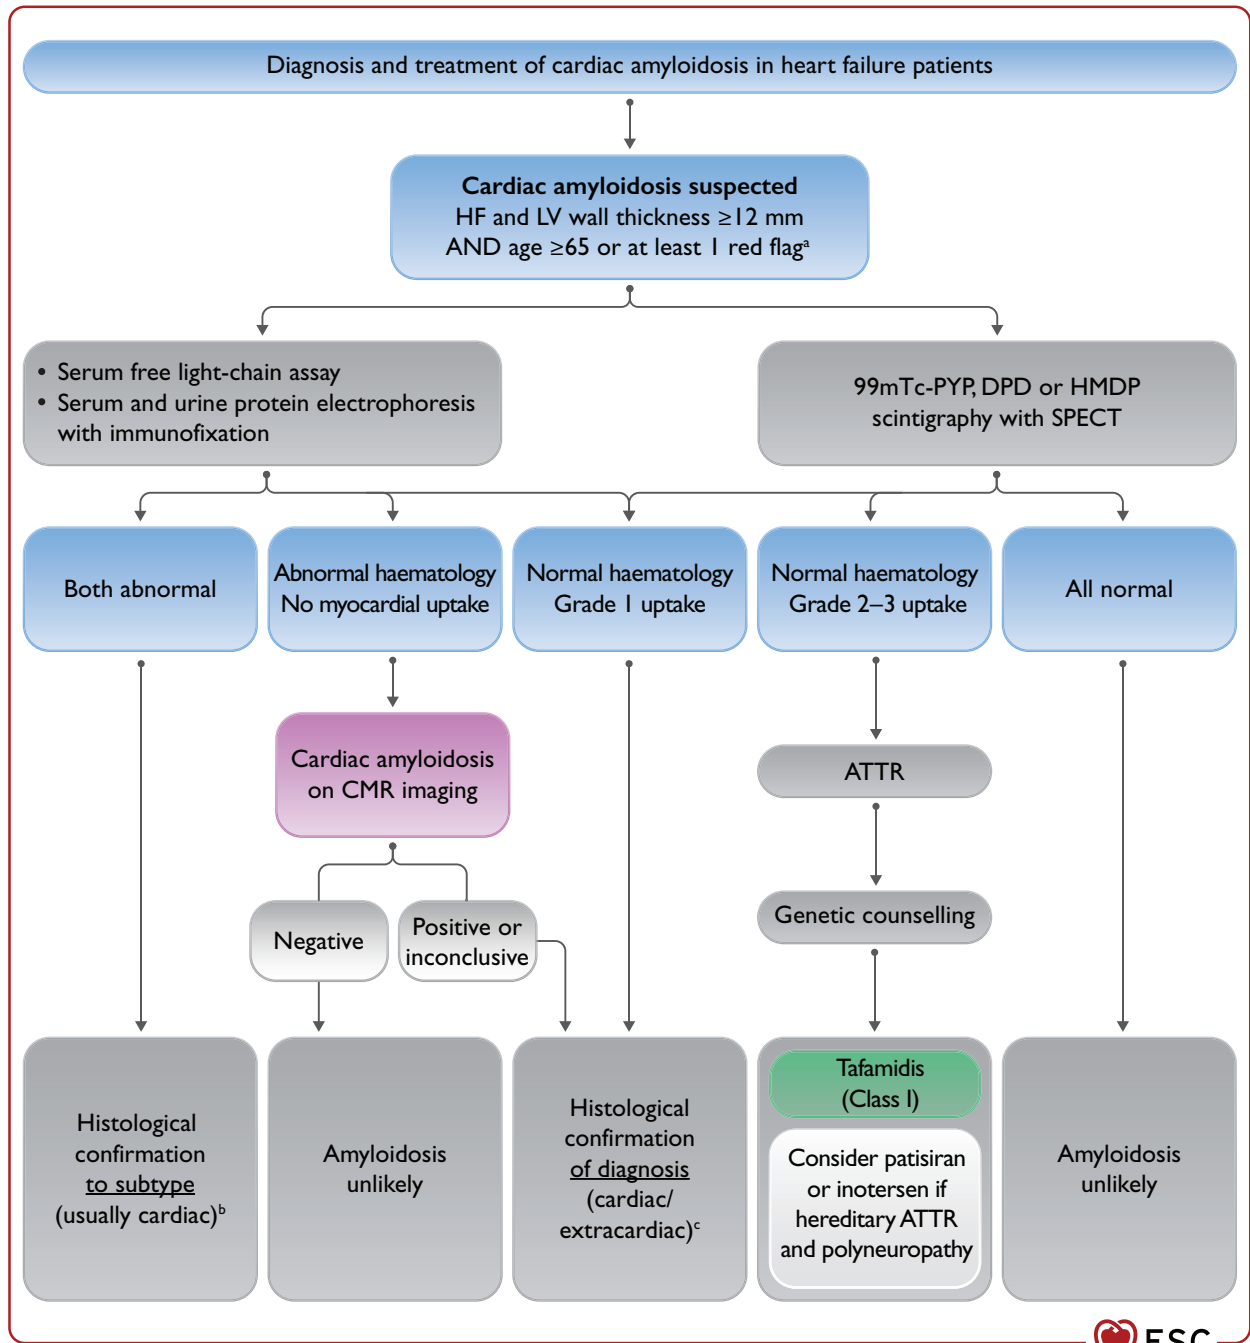 Diagnosis and treatment of cardiac amyloidosis in heart failure patients
Cardiac amyloidosis suspected
HF and LV wall thickness ≥12 mm
AND age ≥65 or at least 1 red flagᵃ
• Serum free light-chain assay
• Serum and urine protein electrophoresis
with immunofixation
99mTc-PYP, DPD or HMDP
scintigraphy with SPECT
Both abnormal
Abnormal haematology
No myocardial uptake
Normal haematology
Grade 1 uptake
Normal haematology
Grade 2–3 uptake
All normal
Cardiac amyloidosis
on CMR imaging
ATTR
Genetic counselling
Negative
Positive or
inconclusive
Histological
confirmation
to subtype
(usually cardiac)ᵇ
Amyloidosis
unlikely
Histological
confirmation
of diagnosis
(cardiac/
extracardiac)ᶜ
Tafamidis
(Class I)
Consider patisiran
or inotersen if
hereditary ATTR
and polyneuropathy
Amyloidosis
unlikely
ESC